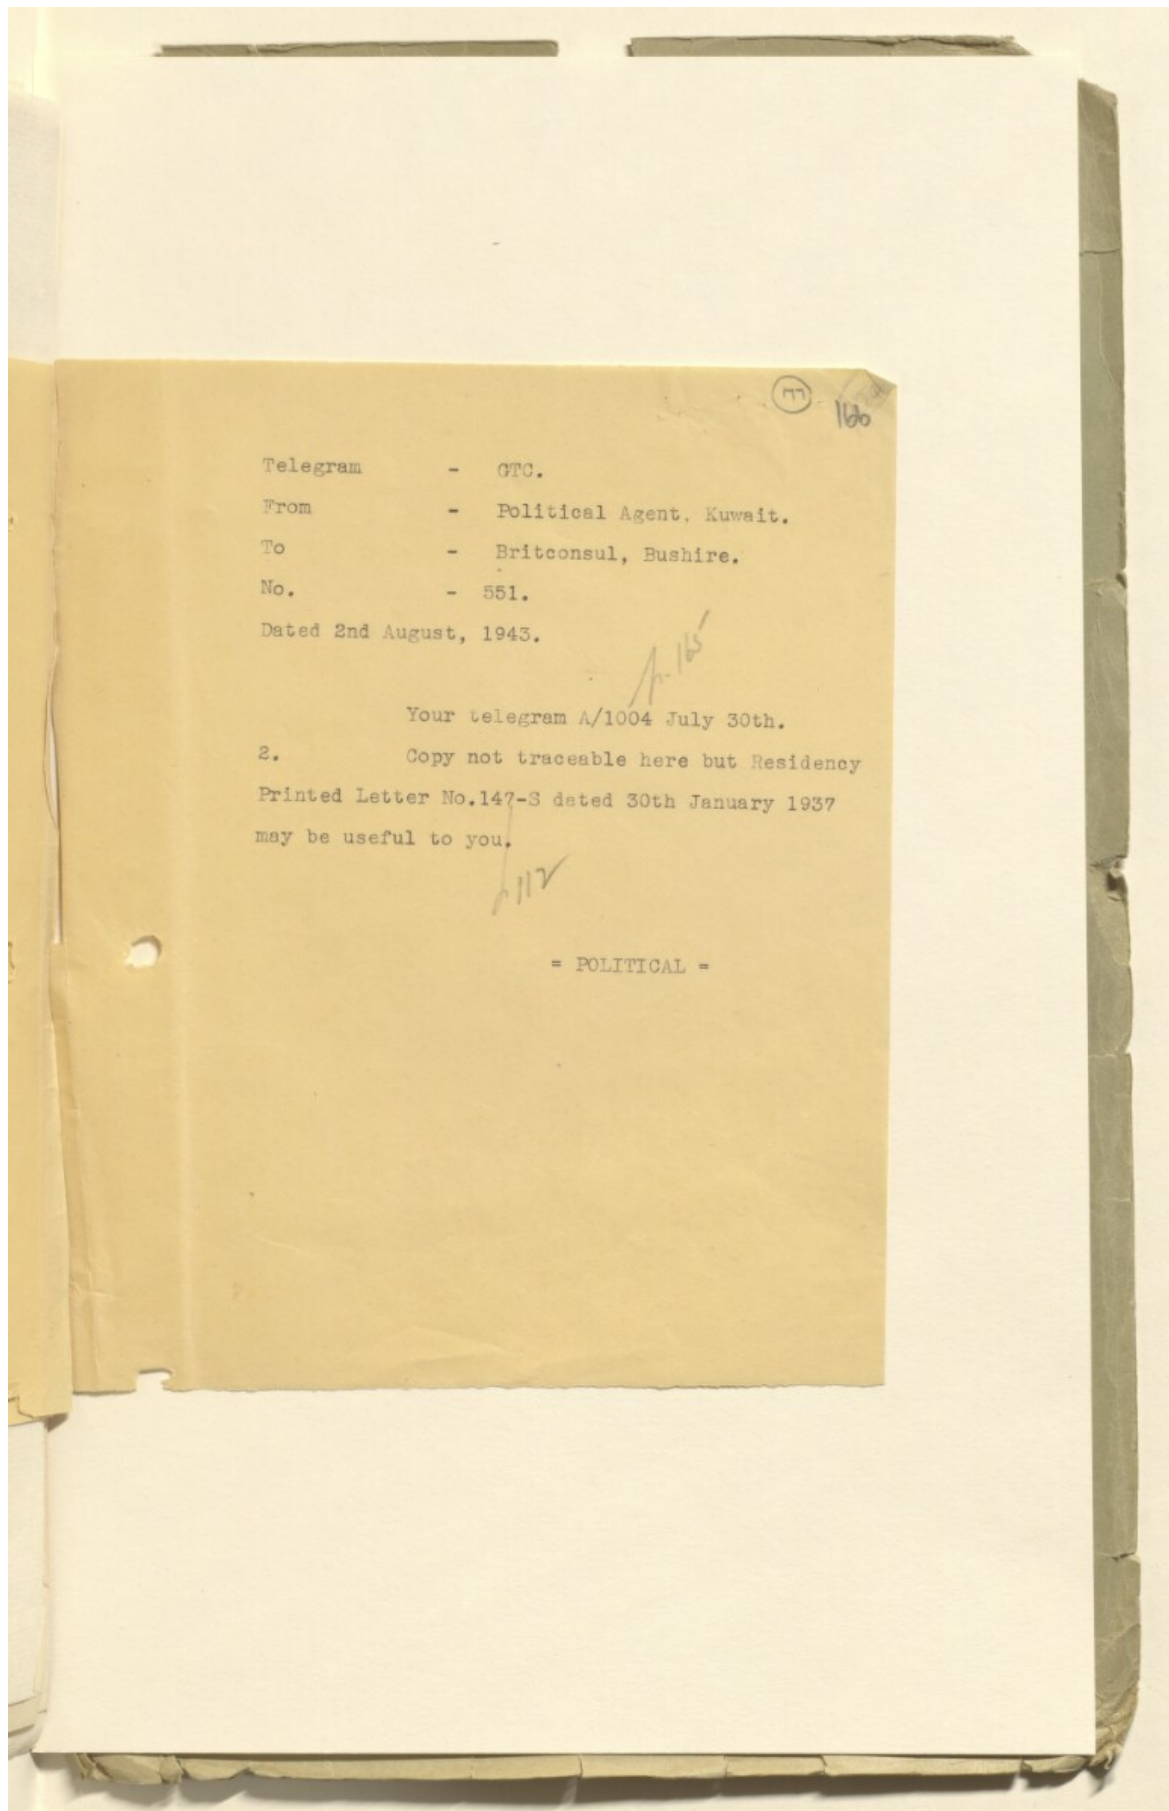 166
Telegram - GTC.
From - Political Agent, Kuwait.
To - Britconsul, Bushire.
No. - 551.
Dated 2nd August, 1943.
p. 165
Your telegram A/1004 July 30th.
2. Copy not traceable here but Residency
Printed Letter No.147-S dated 30th January 1937
may be useful to you.
p 112
= POLITICAL =